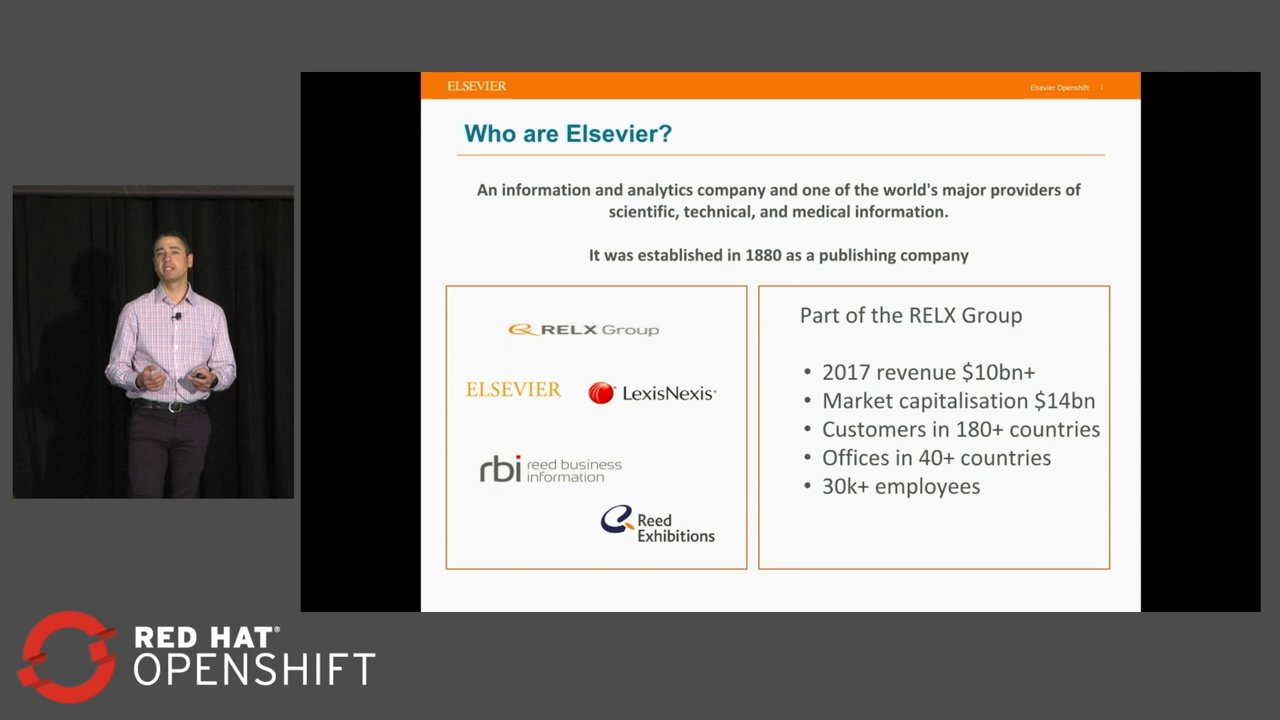 ELSEVIER
Elsevier Openshift 1
Who are Elsevier?
An information and analytics company and one of the world's major providers of
scientific, technical, and medical information.
It was established in 1880 as a publishing company
RELX Group
ELSEVIER
LexisNexis®
rbi reed business
information
Reed
Exhibitions
Part of the RELX Group
• 2017 revenue $10bn+
• Market capitalisation $14bn
• Customers in 180+ countries
• Offices in 40+ countries
• 30k+ employees
RED HAT®
OPENSHIFT